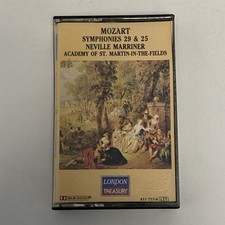 MOZART
SYMPHONIES 29 & 25
NEVILLE MARRINER
ACADEMY OF ST. MARTIN-IN-THE-FIELDS
LONDON
TREASURY